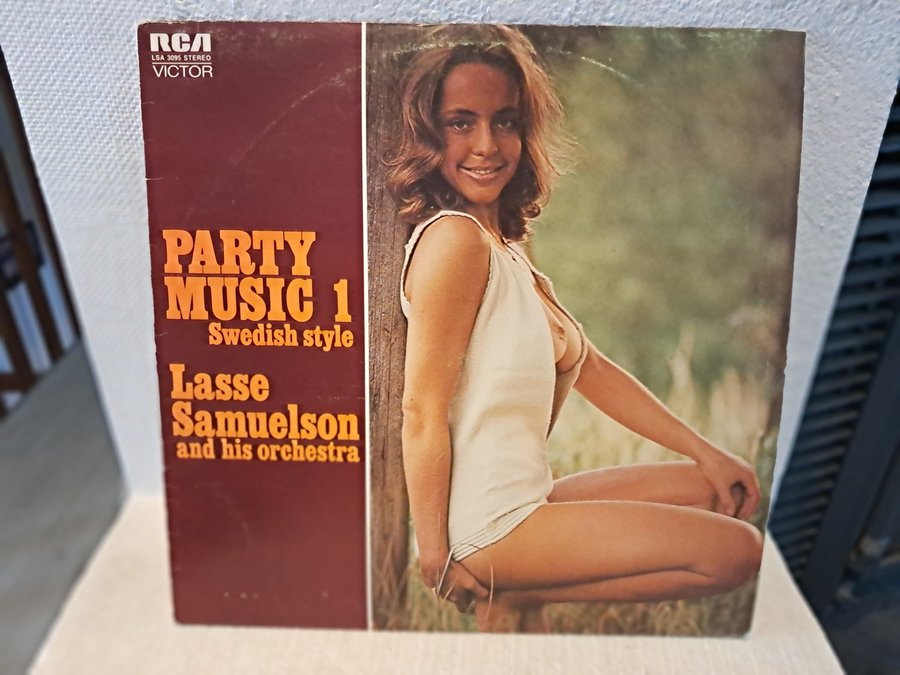 RCA
LSA 3095 STEREO
VICTOR
PARTY
MUSIC 1
Swedish style
Lasse
Samuelson
and his orchestra